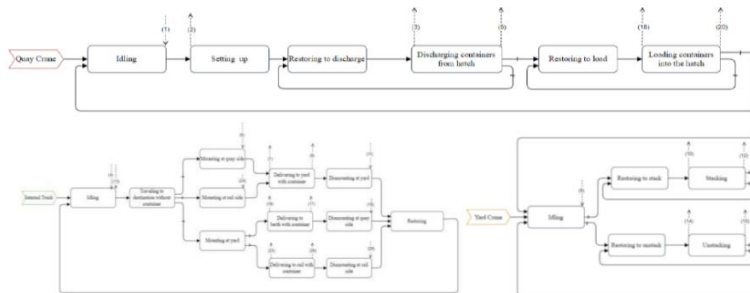 (1)
(2)
(3)
(9)
(18)
(20)
Quay Crane
Idling
Setting up
Restoring to discharge
Discharging containers
from hatch
Restoring to load
Loading containers
into the hatch
Internal Truck
Idling
Traveling to
destination without
container
Mounting at quay side
Mounting at rail side
Mounting at yard
Delivering to yard
with container
Delivering to
berth with container
Delivering to rail with
container
Dismounting at yard
Dismounting at quay
side
Dismounting at rail
side
Restoring
Yard Crane
Idling
Restoring to stack
Stacking
Restoring to unstack
Unstacking